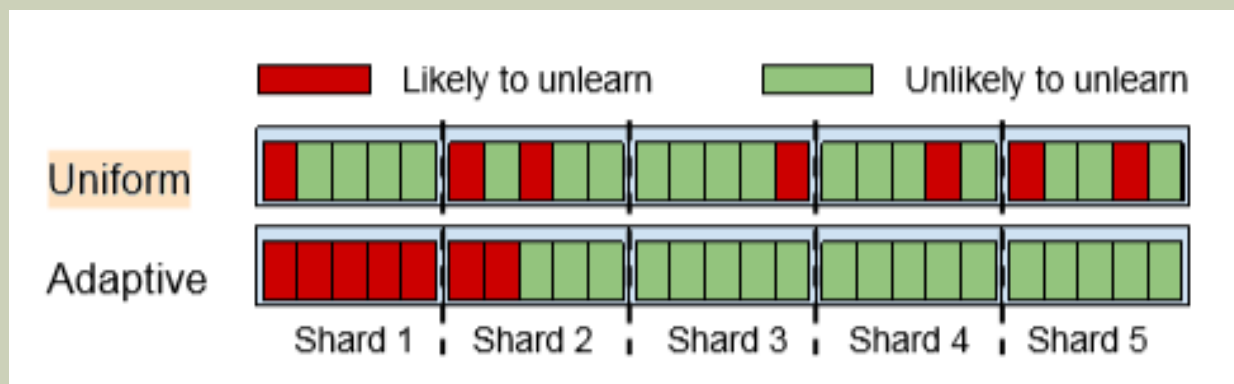 Likely to unlearn Unlikely to unlearn
Uniform
Adaptive
Shard 1 Shard 2 Shard 3 Shard 4 Shard 5